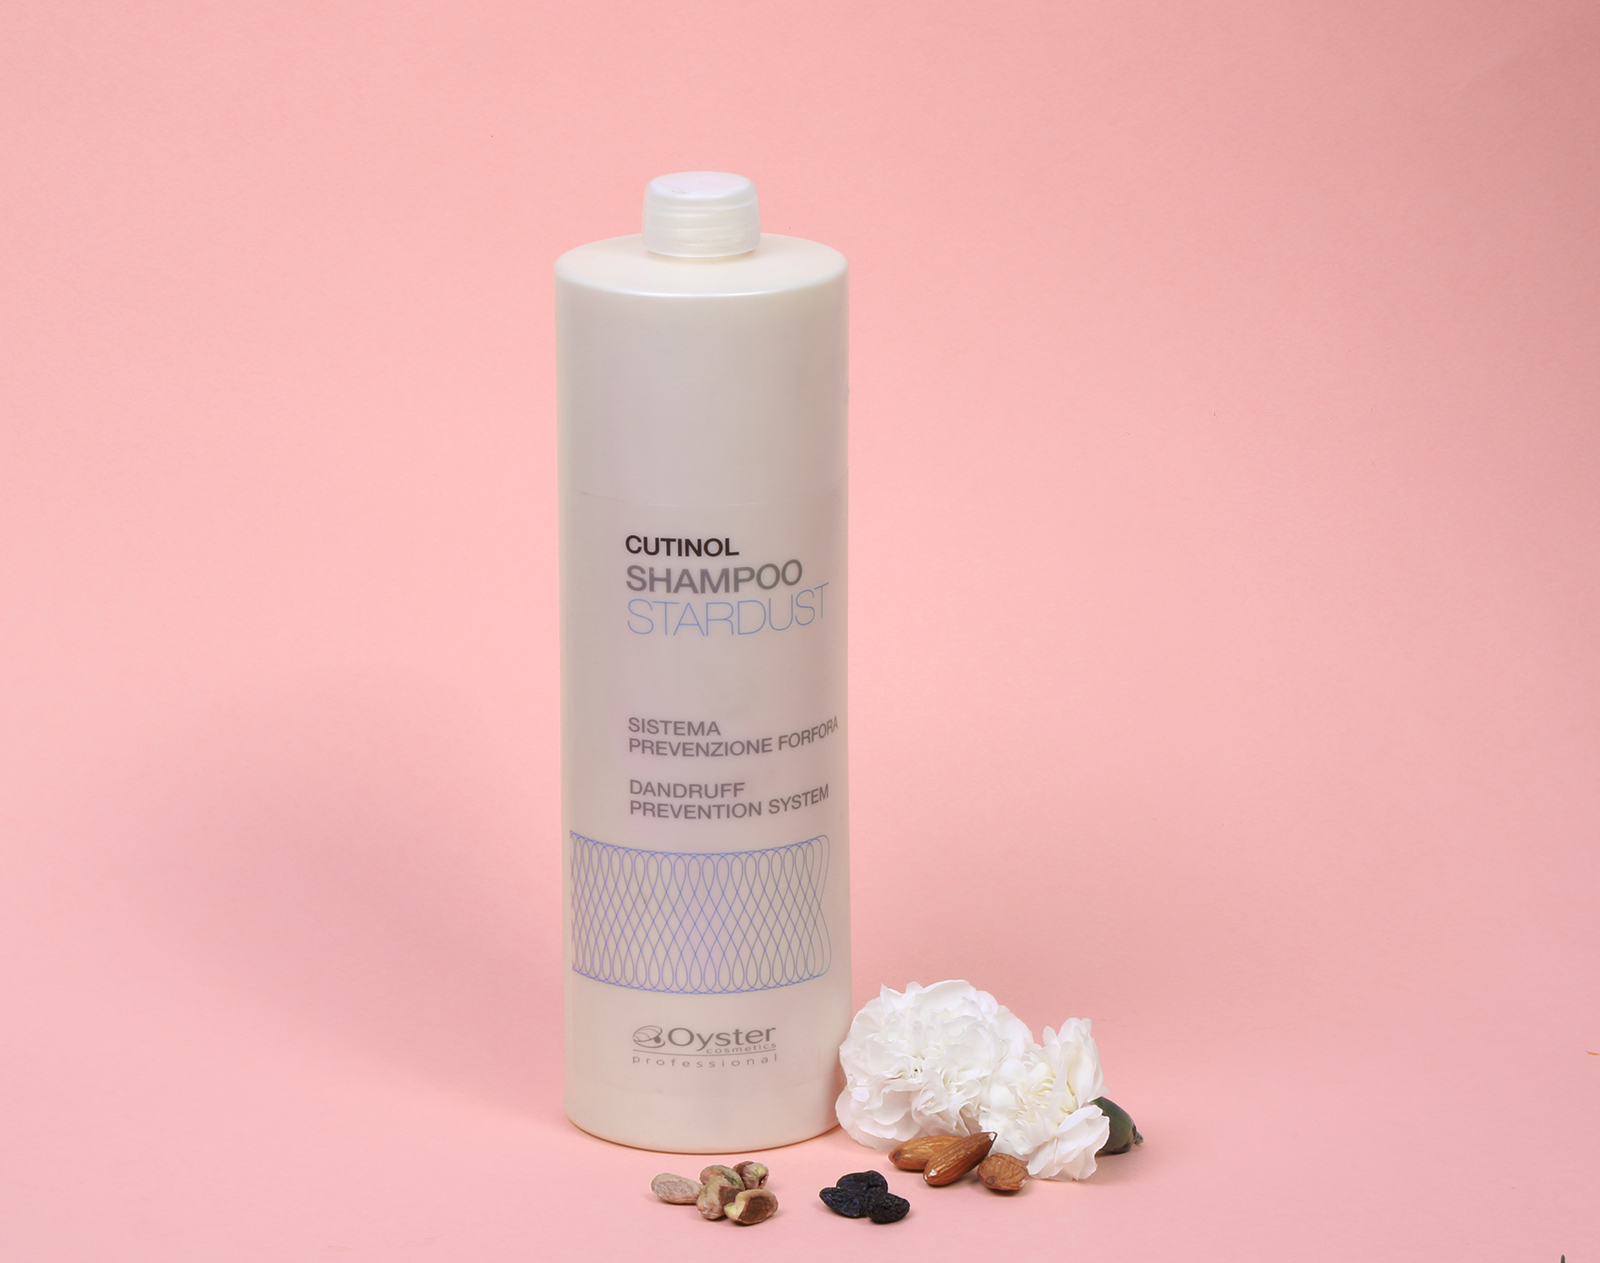 CUTINOL
SHAMPOO
STARDUST
SISTEMA
PREVENZIONE FORFORA
DANDRUFF
PREVENTION SYSTEM
Oyster
cosmetics
professional